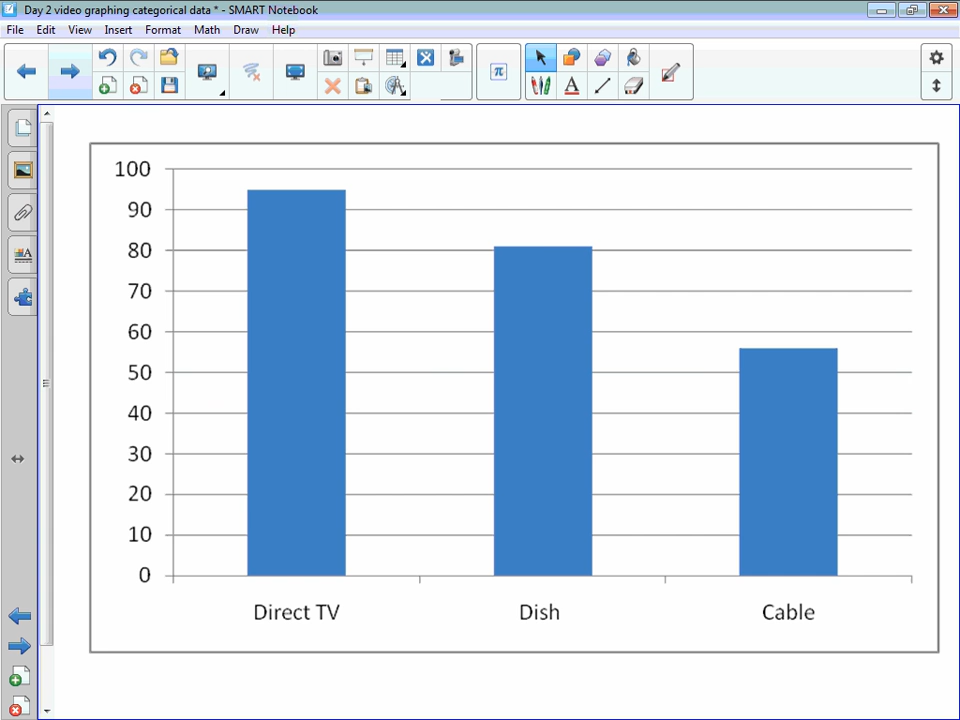 Day 2 video graphing categorical data * - SMART Notebook
File Edit View Insert Format Math Draw Help
π
A
A
100
90
80
70
60
50
40
30
20
10
0
Direct TV Dish Cable